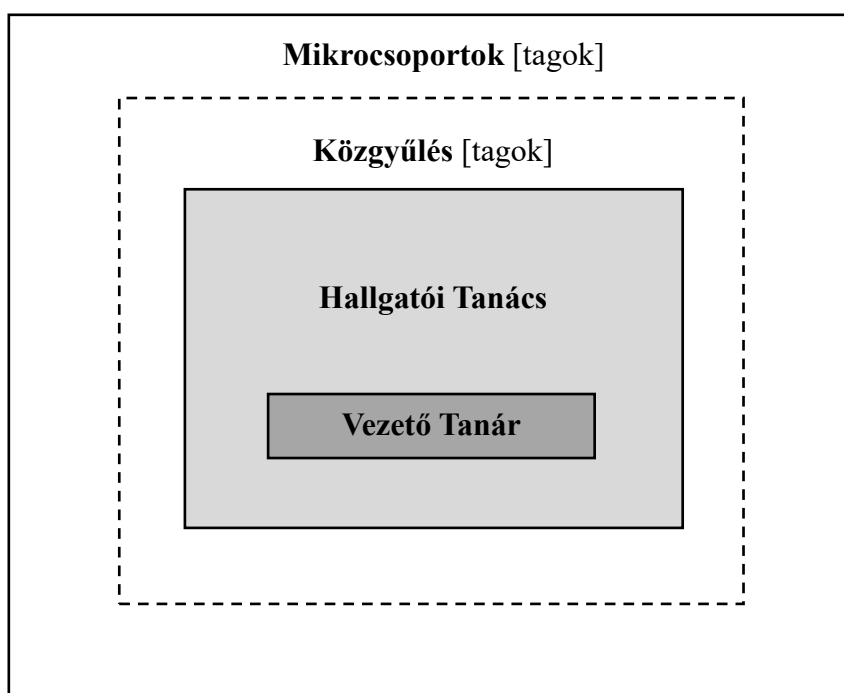 Mikrocsoportok [tagok]
Közgyűlés [tagok]
Hallgatói Tanács
Vezető Tanár